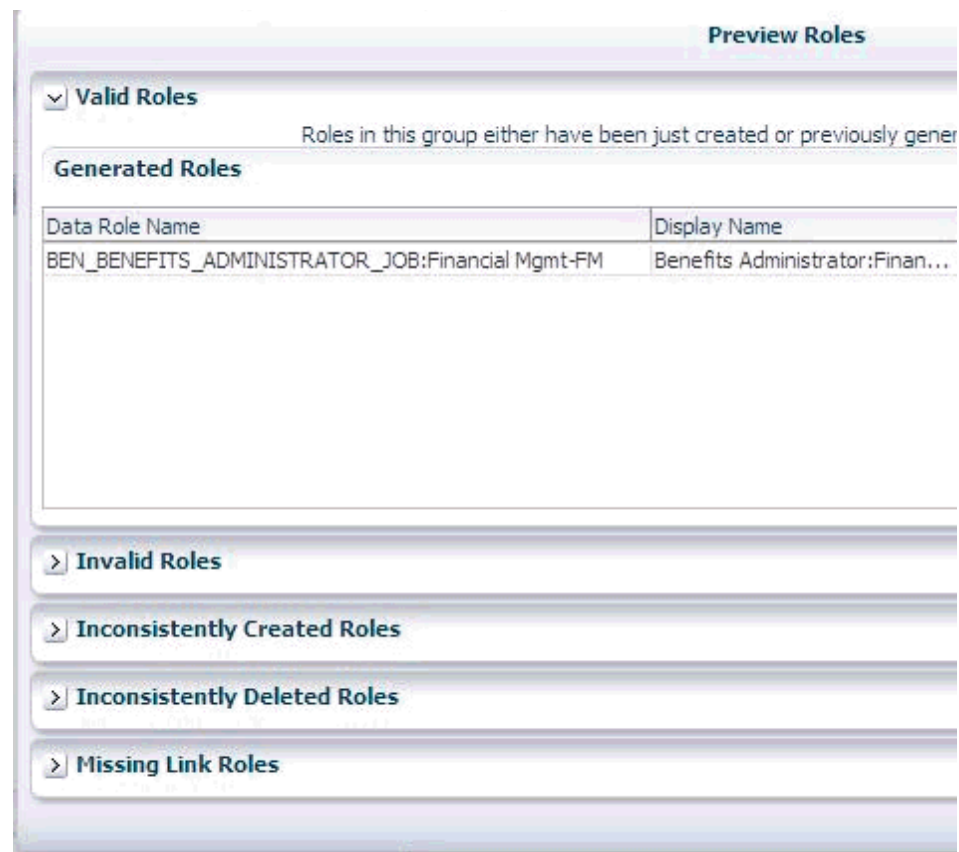 Preview Roles
Valid Roles
Roles in this group either have been just created or previously gener
Generated Roles
Data Role Name Display Name
BEN_BENEFITS_ADMINISTRATOR_JOB:Financial Mgmt-FM Benefits Administrator:Finan...
Invalid Roles
Inconsistently Created Roles
Inconsistently Deleted Roles
Missing Link Roles